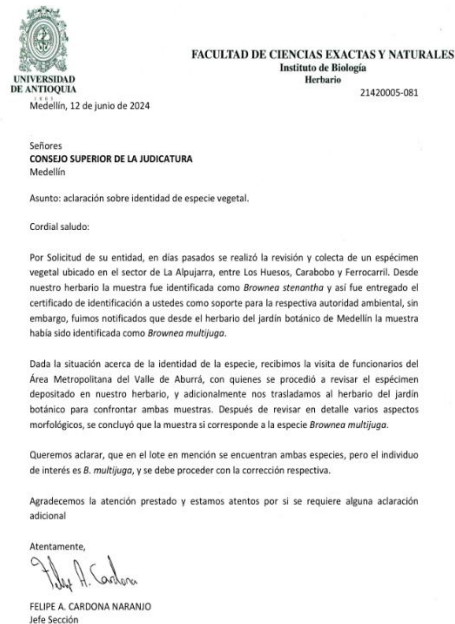 UNIVERSIDAD
DE ANTIOQUIA
1803
FACULTAD DE CIENCIAS EXACTAS Y NATURALES
Instituto de Biología
Herbario
21420005-081
Medellín, 12 de junio de 2024
Señores
CONSEJO SUPERIOR DE LA JUDICATURA
Medellín
Asunto: aclaración sobre identidad de especie vegetal.
Cordial saludo:
Por Solicitud de su entidad, en días pasados se realizó la revisión y colecta de un espécimen
vegetal ubicado en el sector de La Alpujarra, entre Los Huesos, Carabobo y Ferrocarril. Desde
nuestro herbario la muestra fue identificada como Brownea stenantha y así fue entregado el
certificado de identificación a ustedes como soporte para la respectiva autoridad ambiental, sin
embargo, fuimos notificados que desde el herbario del jardín botánico de Medellín la muestra
había sido identificada como Brownea multijuga.
Dada la situación acerca de la identidad de la especie, recibimos la visita de funcionarios del
Área Metropolitana del Valle de Aburrá, con quienes se procedió a revisar el espécimen
depositado en nuestro herbario, y adicionalmente nos trasladamos al herbario del jardín
botánico para confrontar ambas muestras. Después de revisar en detalle varios aspectos
morfológicos, se concluyó que la muestra si corresponde a la especie Brownea multijuga.
Queremos aclarar, que en el lote en mención se encuentran ambas especies, pero el individuo
de interés es B. multijuga, y se debe proceder con la corrección respectiva.
Agradecemos la atención prestado y estamos atentos por si se requiere alguna aclaración
adicional
Atentamente,
Felipe A. Cardona
FELIPE A. CARDONA NARANJO
Jefe Sección